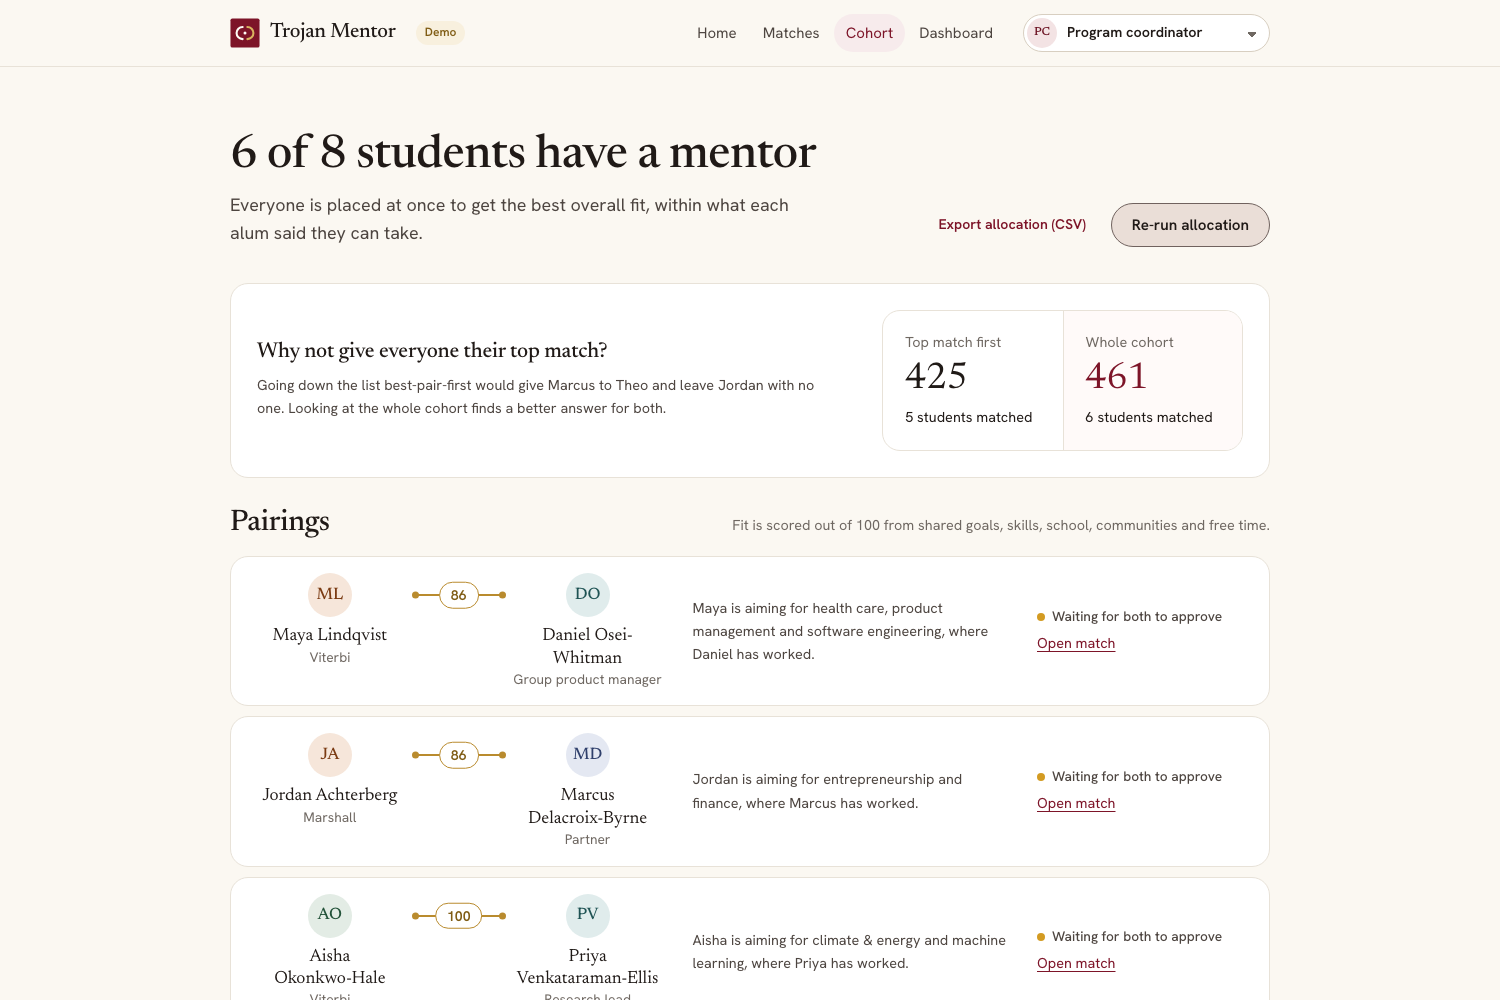 Trojan Mentor
Demo
Home
Matches
Cohort
Dashboard
PC
Program coordinator
6 of 8 students have a mentor
Everyone is placed at once to get the best overall fit, within what each
alum said they can take.
Export allocation (CSV)
Re-run allocation
Why not give everyone their top match?
Going down the list best-pair-first would give Marcus to Theo and leave Jordan with no
one. Looking at the whole cohort finds a better answer for both.
Top match first
425
5 students matched
Whole cohort
461
6 students matched
Pairings
Fit is scored out of 100 from shared goals, skills, school, communities and free time.
ML
Maya Lindqvist
Viterbi
86
DO
Daniel Osei-
Whitman
Group product manager
Maya is aiming for health care, product
management and software engineering, where
Daniel has worked.
Waiting for both to approve
Open match
JA
Jordan Achterberg
Marshall
86
MD
Marcus
Delacroix-Byrne
Partner
Jordan is aiming for entrepreneurship and
finance, where Marcus has worked.
Waiting for both to approve
Open match
AO
Aisha
Okonkwo-Hale
Viterbi
100
PV
Priya
Venkataraman-Ellis
Research lead
Aisha is aiming for climate & energy and machine
learning, where Priya has worked.
Waiting for both to approve
Open match